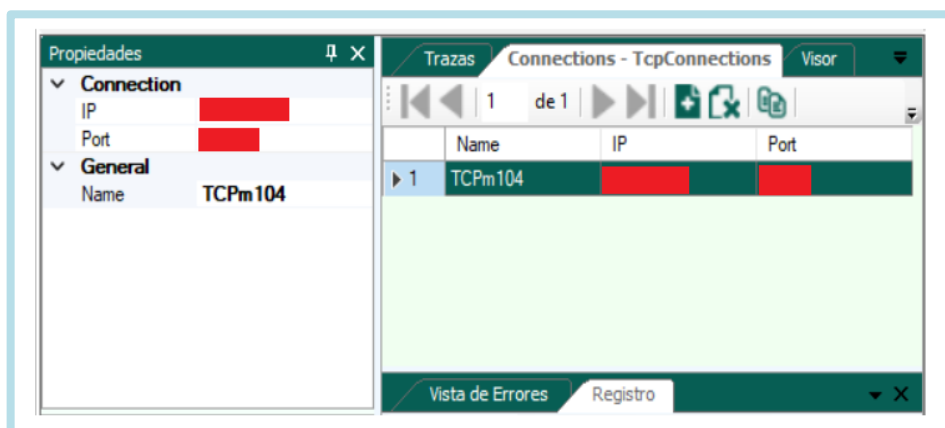 Propiedades
Connection
IP
Port
General
Name TCPm104
Trazas Connections - TcpConnections Visor
1 de 1
Name IP Port
1 TCPm104
Vista de Errores Registro